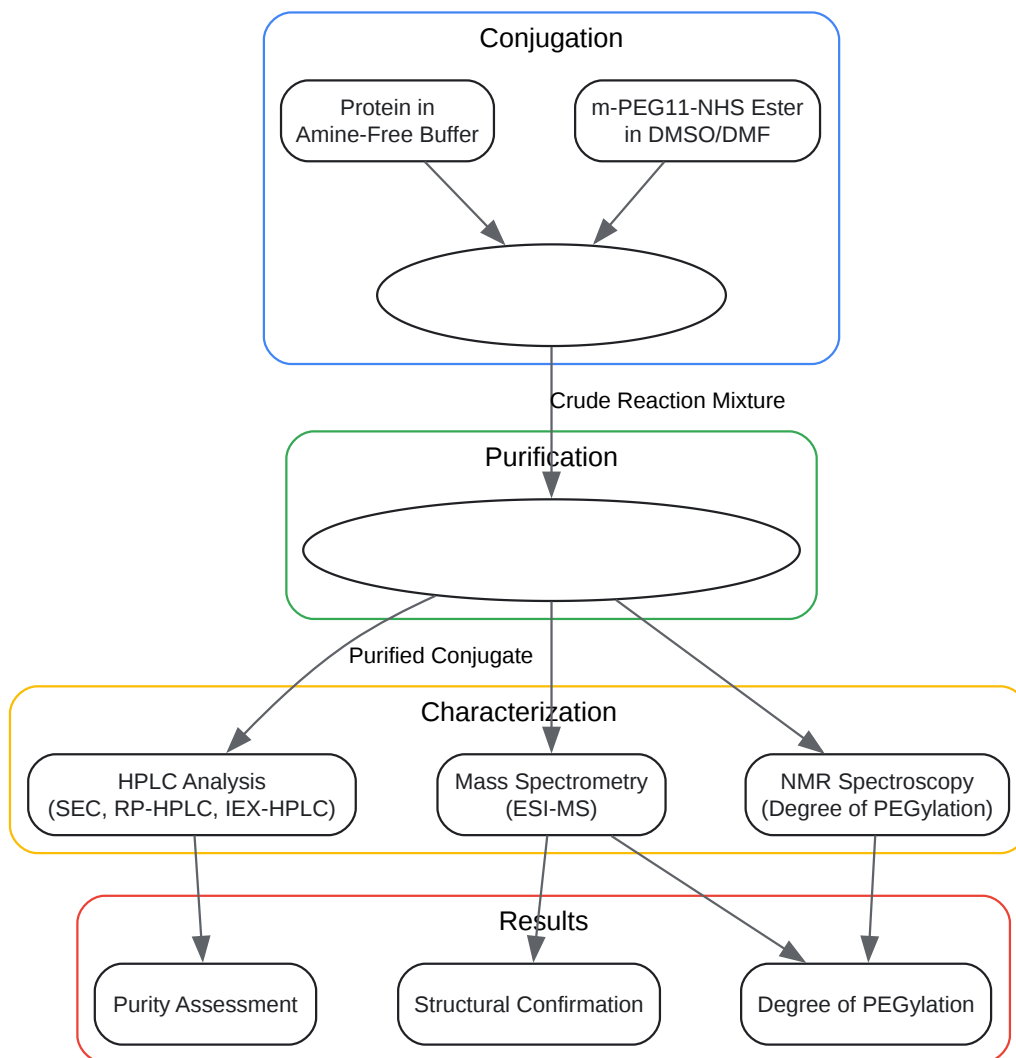 Conjugation
Protein in
Amine-Free Buffer
m-PEG11-NHS Ester
in DMSO/DMF
Crude Reaction Mixture
Purification
Purified Conjugate
Characterization
HPLC Analysis
(SEC, RP-HPLC, IEX-HPLC)
Mass Spectrometry
(ESI-MS)
NMR Spectroscopy
(Degree of PEGylation)
Results
Purity Assessment
Structural Confirmation
Degree of PEGylation